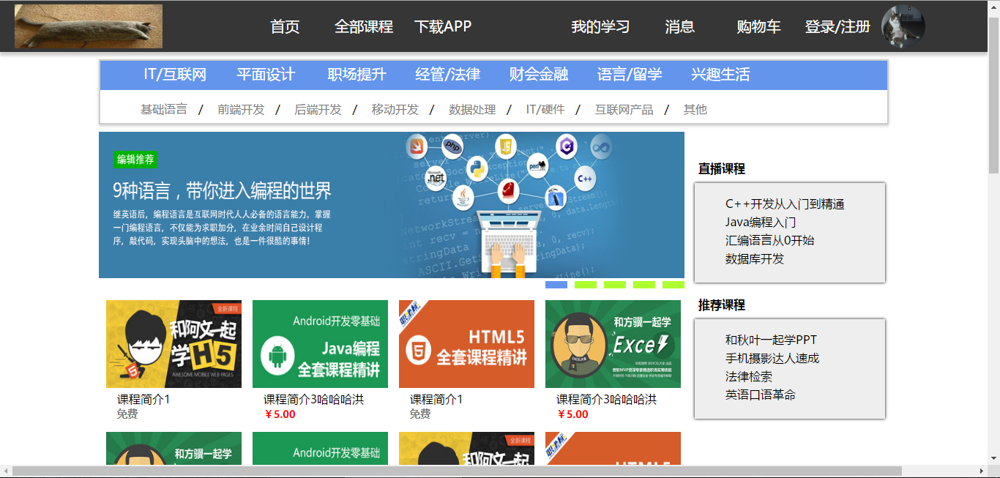 首页 全部课程 下载APP 我的学习 消息 购物车 登录/注册
IT/互联网 平面设计 职场提升 经管/法律 财会金融 语言/留学 兴趣生活
基础语言 / 前端开发 / 后端开发 / 移动开发 / 数据处理 / IT/硬件 / 互联网产品 / 其他
编辑推荐
9种语言，带你进入编程的世界
继英语后，编程语言是互联网时代人人必备的语言能力。掌握
一门编程语言，不仅能为求职加分，在业余时间自己设计程
序，敲代码，实现头脑中的想法，也是一件很酷的事情！
php
perl
Microsoft
.net
C++
Java
直播课程
C++开发从入门到精通
Java编程入门
汇编语言从0开始
数据库开发
推荐课程
和秋叶一起学PPT
手机摄影达人速成
法律检索
英语口语革命
全新课程
和阿文一起
学H5
AWESOME MOBILE WEB PAGES
课程简介1
免费
Android开发零基础
Java编程
全套课程精讲
课程简介3哈哈哈洪
￥5.00
职坐标
HTML5
全套课程精讲
课程简介1
免费
和方骥一起学
Excel
课程简介3哈哈哈洪
￥5.00
和方骥一起学
Android开发零基础
全新课程
和阿文一起
职坐标
HTML5